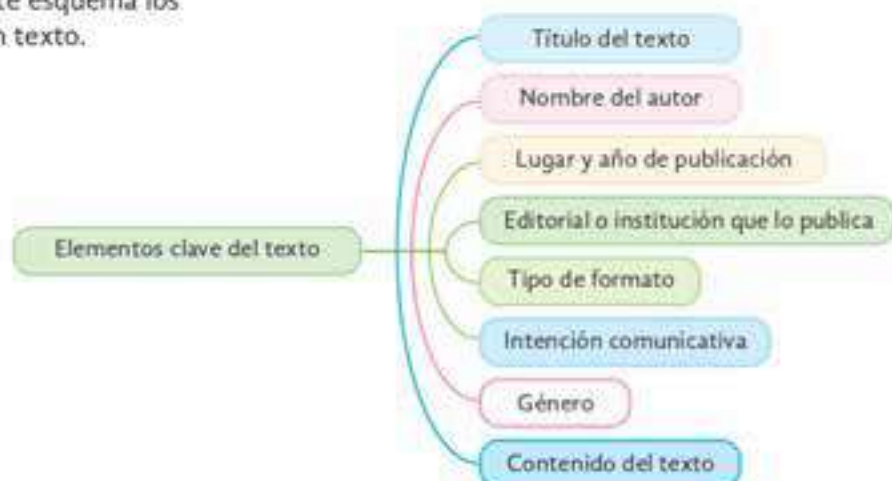 esquema los
texto.
Título del texto
Nombre del autor
Lugar y año de publicación
Editorial o institución que lo publica
Elementos clave del texto
Tipo de formato
Intención comunicativa
Género
Contenido del texto